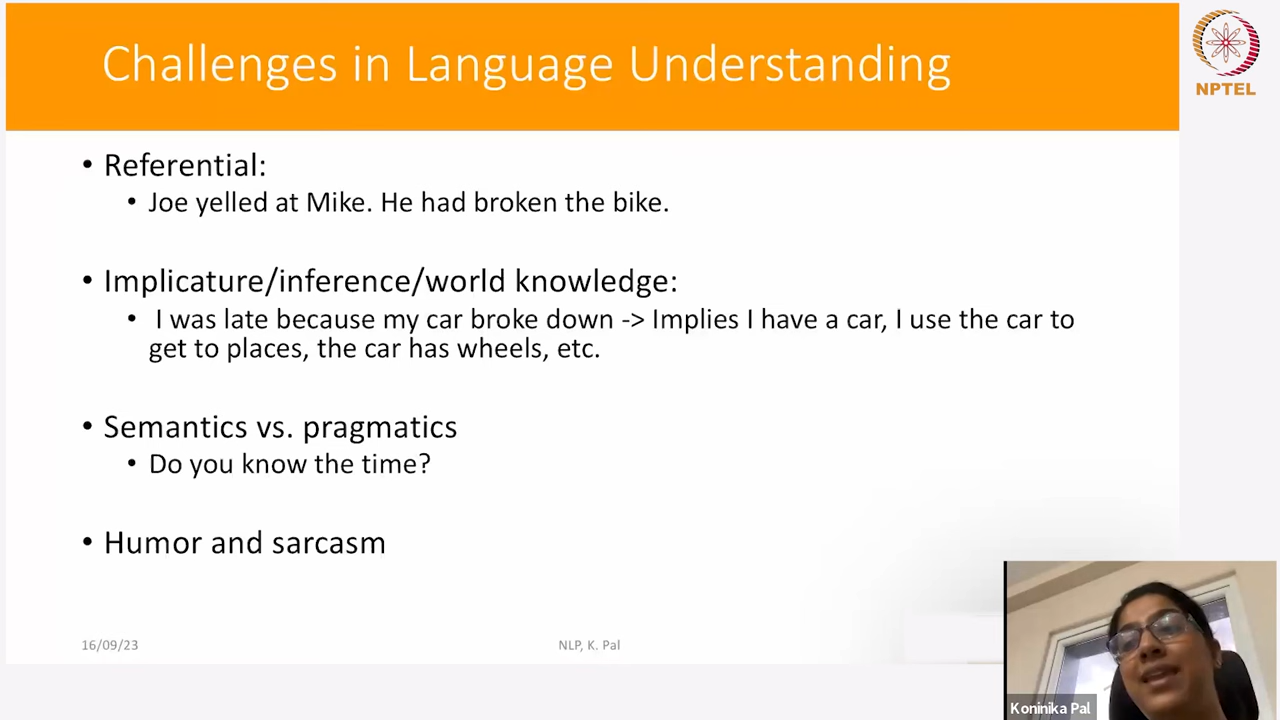 Challenges in Language Understanding
NPTEL
• Referential:
• Joe yelled at Mike. He had broken the bike.
• Implicature/inference/world knowledge:
• I was late because my car broke down -> Implies I have a car, I use the car to
get to places, the car has wheels, etc.
• Semantics vs. pragmatics
• Do you know the time?
• Humor and sarcasm
16/09/23
NLP, K. Pal
Koninika Pal